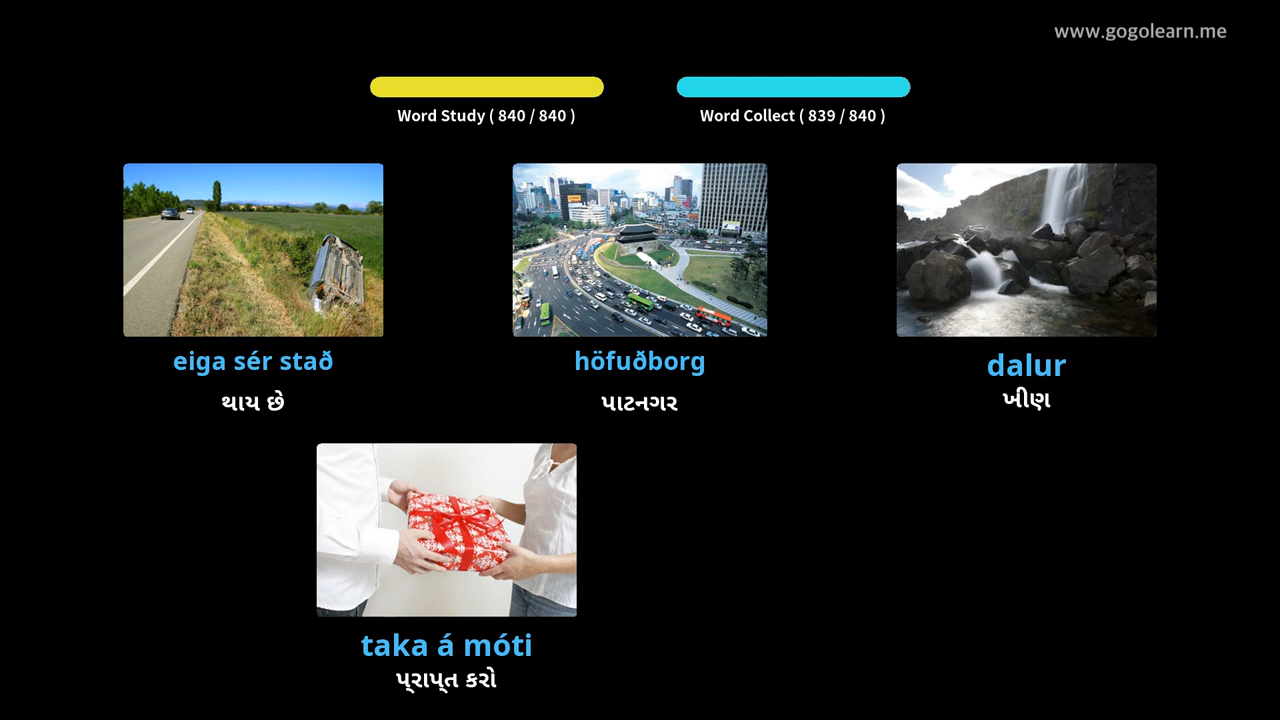 www.gogolearn.me
Word Study ( 840 / 840 )
Word Collect ( 839 / 840 )
eiga sér stað
થાય છે
höfuðborg
પાટનગર
dalur
ખીણ
taka á móti
પ્રાપ્ત કરો